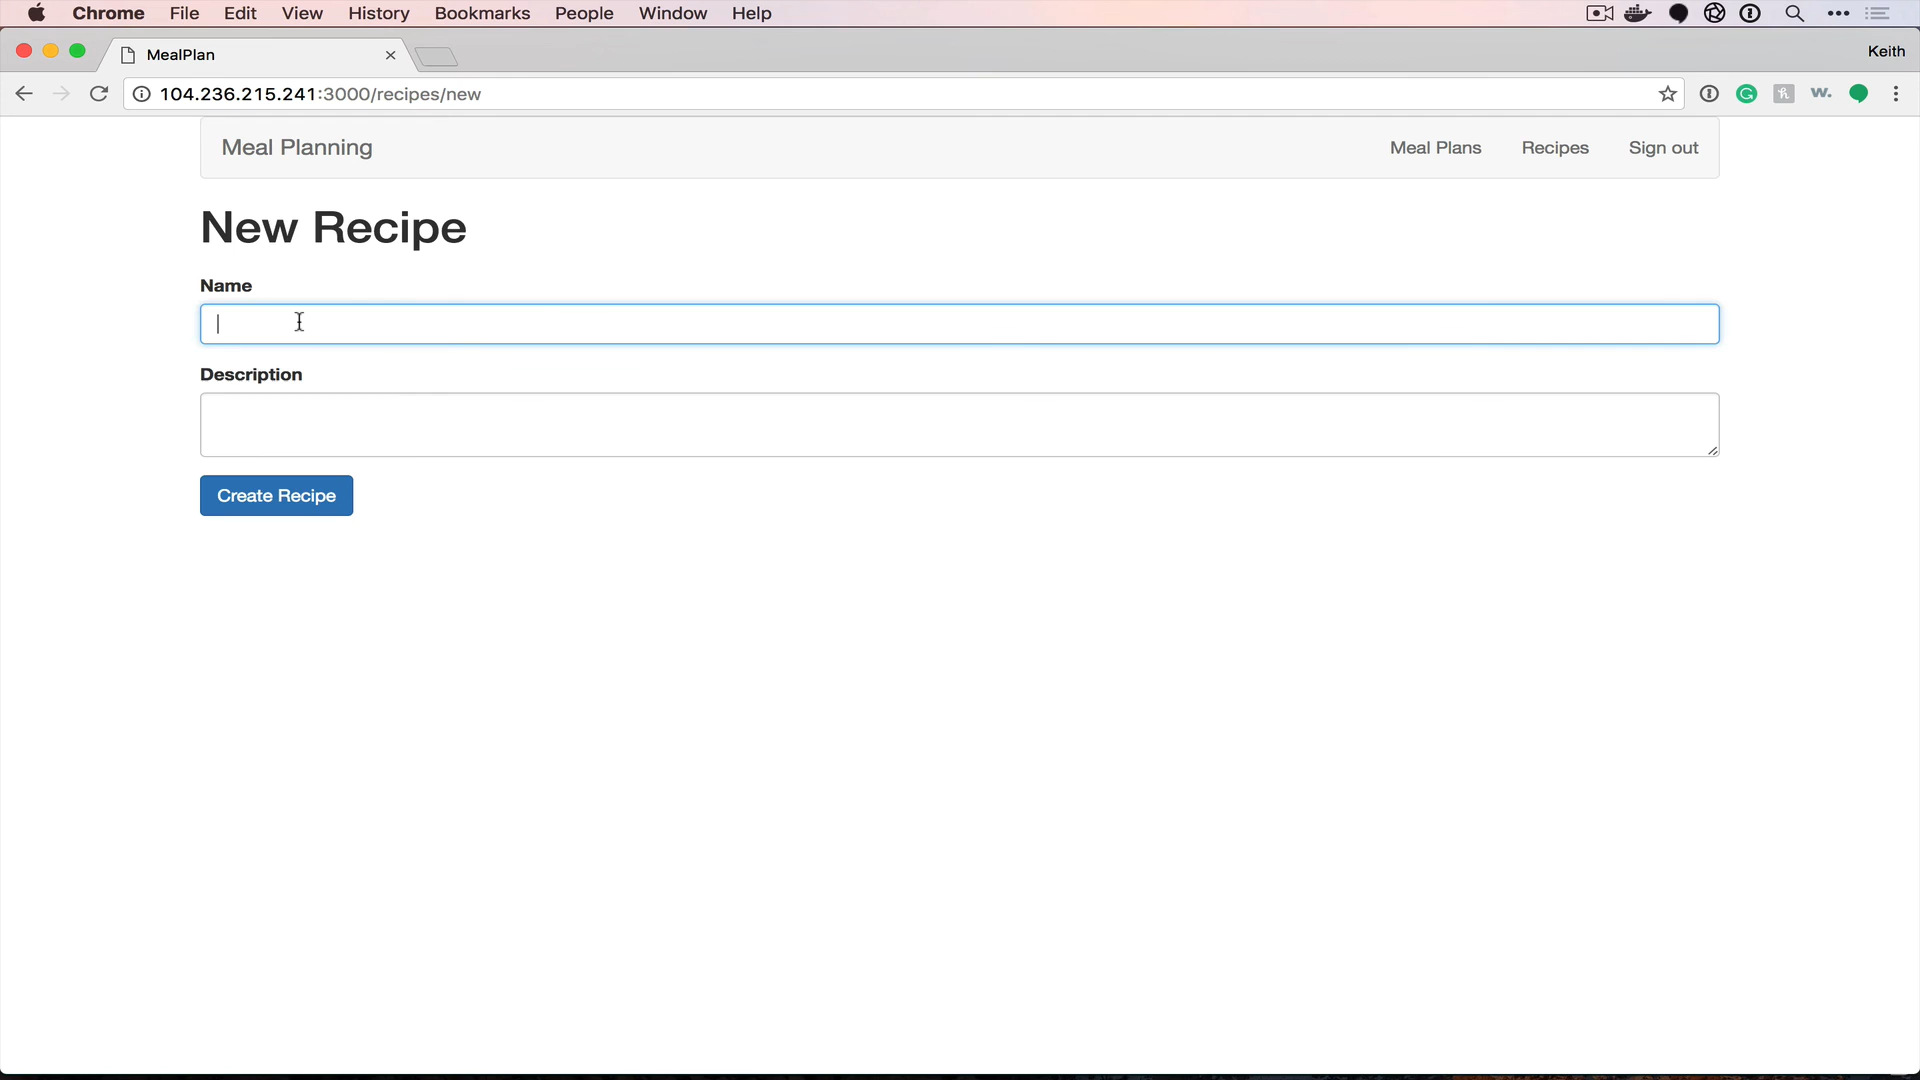 Chrome File Edit View History Bookmarks People Window Help
MealPlan
Keith
104.236.215.241:3000/recipes/new
w.
Meal Planning Meal Plans Recipes Sign out
New Recipe
Name
Description
Create Recipe